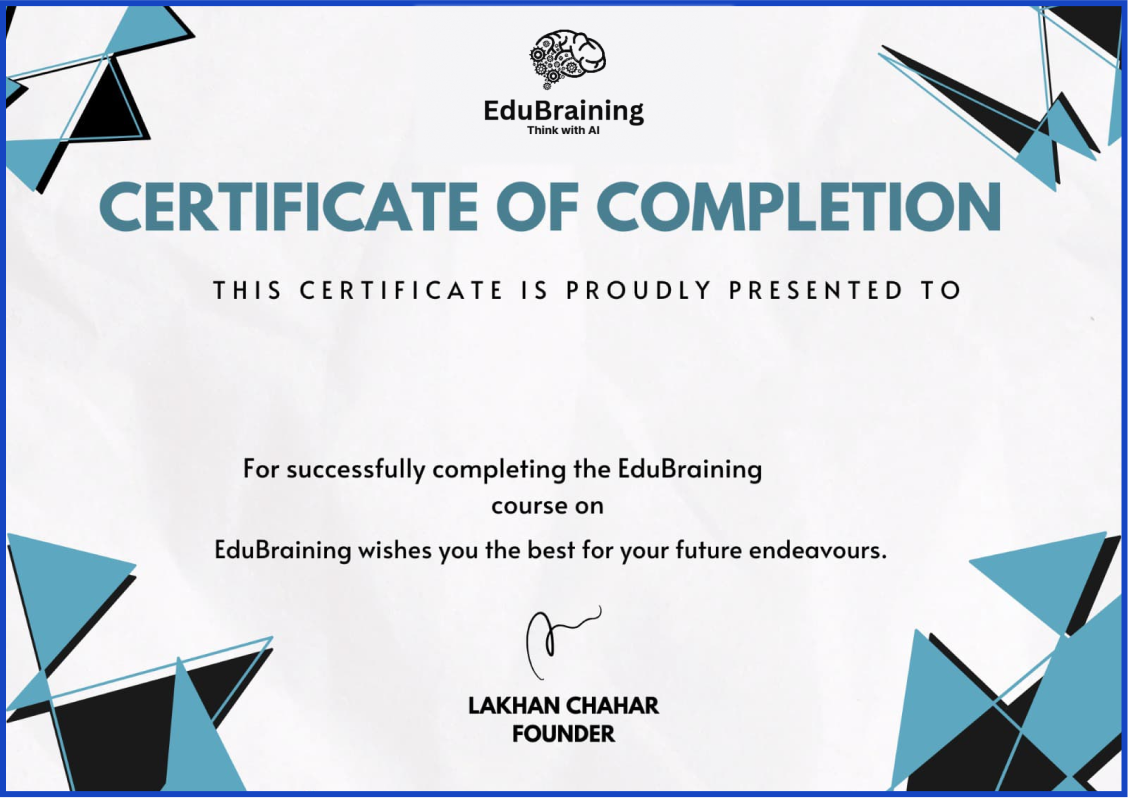 EduBraining
Think with AI
CERTIFICATE OF COMPLETION
THIS CERTIFICATE IS PROUDLY PRESENTED TO
For successfully completing the EduBraining
course on
EduBraining wishes you the best for your future endeavours.
LAKHAN CHAHAR
FOUNDER